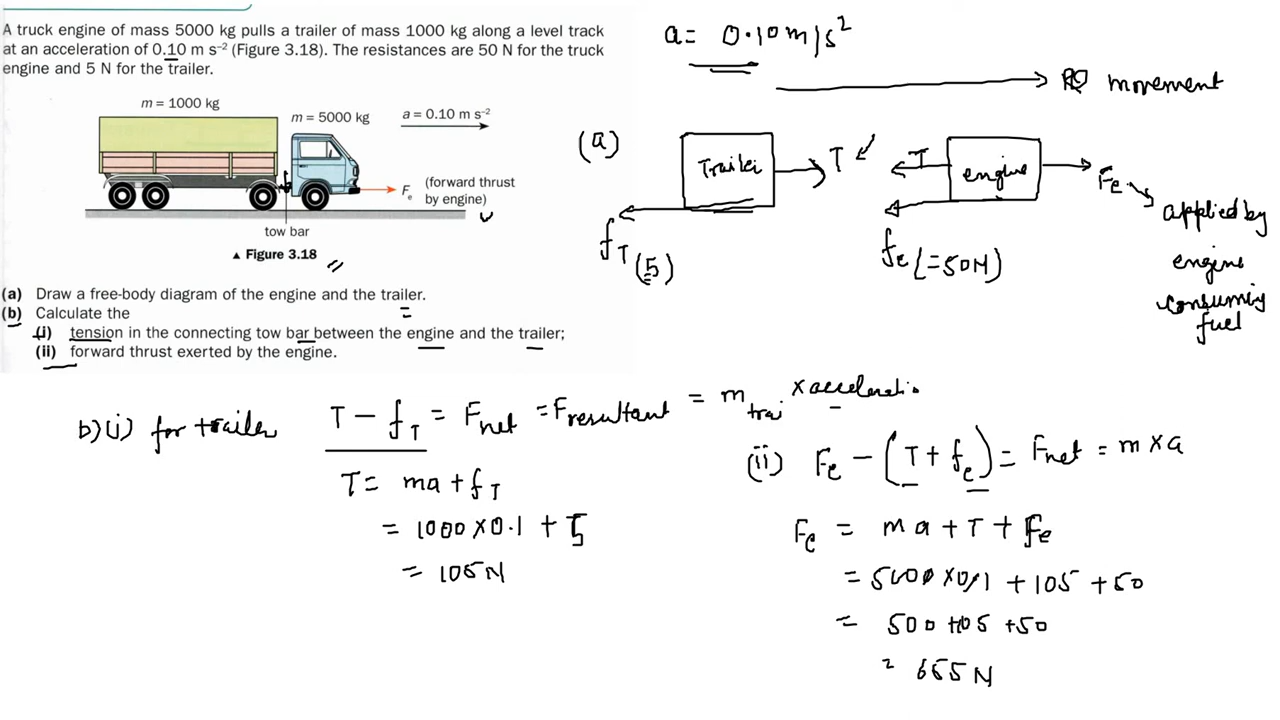 A truck engine of mass 5000 kg pulls a trailer of mass 1000 kg along a level track
at an acceleration of 0.10 m s⁻² (Figure 3.18). The resistances are 50 N for the truck
engine and 5 N for the trailer.
m = 1000 kg
m = 5000 kg
a = 0.10 m s⁻²
Fe (forward thrust
by engine)
tow bar
▲ Figure 3.18
(a) Draw a free-body diagram of the engine and the trailer.
(b) Calculate the
(i) tension in the connecting tow bar between the engine and the trailer;
(ii) forward thrust exerted by the engine.
a = 0.10 m/s²
movement
(a)
Trailer
T
T
engine
Fe
applied by
engine
consuming
fuel
fT (5)
fe (=50N)
b)(i) for trailer T - fT = Fnet = Fresultant = m trai × acceleratio
T = ma + fT
= 1000 × 0.1 + 5
= 105N
(ii) Fe - (T + fe) = Fnet = m × a
Fe = ma + T + fe
= 5000 × 0.1 + 105 + 50
= 500 + 105 + 50
= 655 N